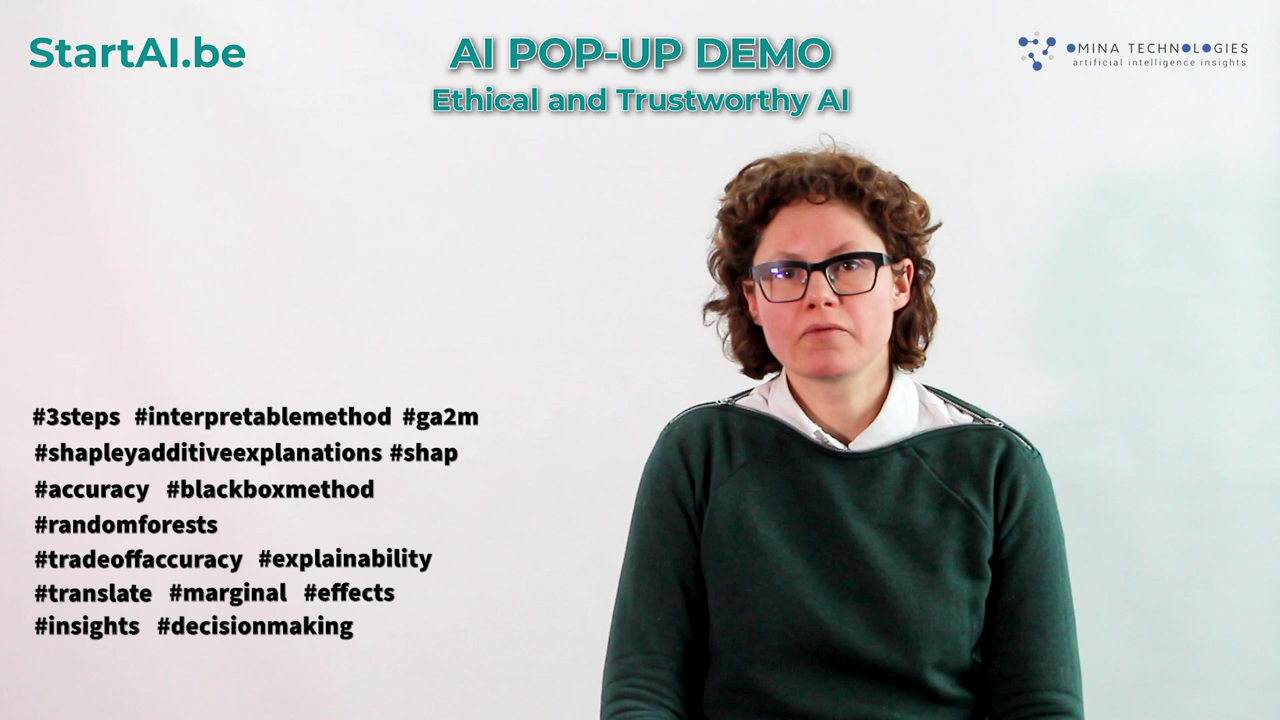 StartAI.be
AI POP-UP DEMO
Ethical and Trustworthy AI
OMINA TECHNOLOGIES
artificial intelligence insights
#3steps #interpretablemethod #ga2m
#shapleyadditiveexplanations #shap
#accuracy #blackboxmethod
#randomforests
#tradeoffaccuracy #explainability
#translate #marginal #effects
#insights #decisionmaking